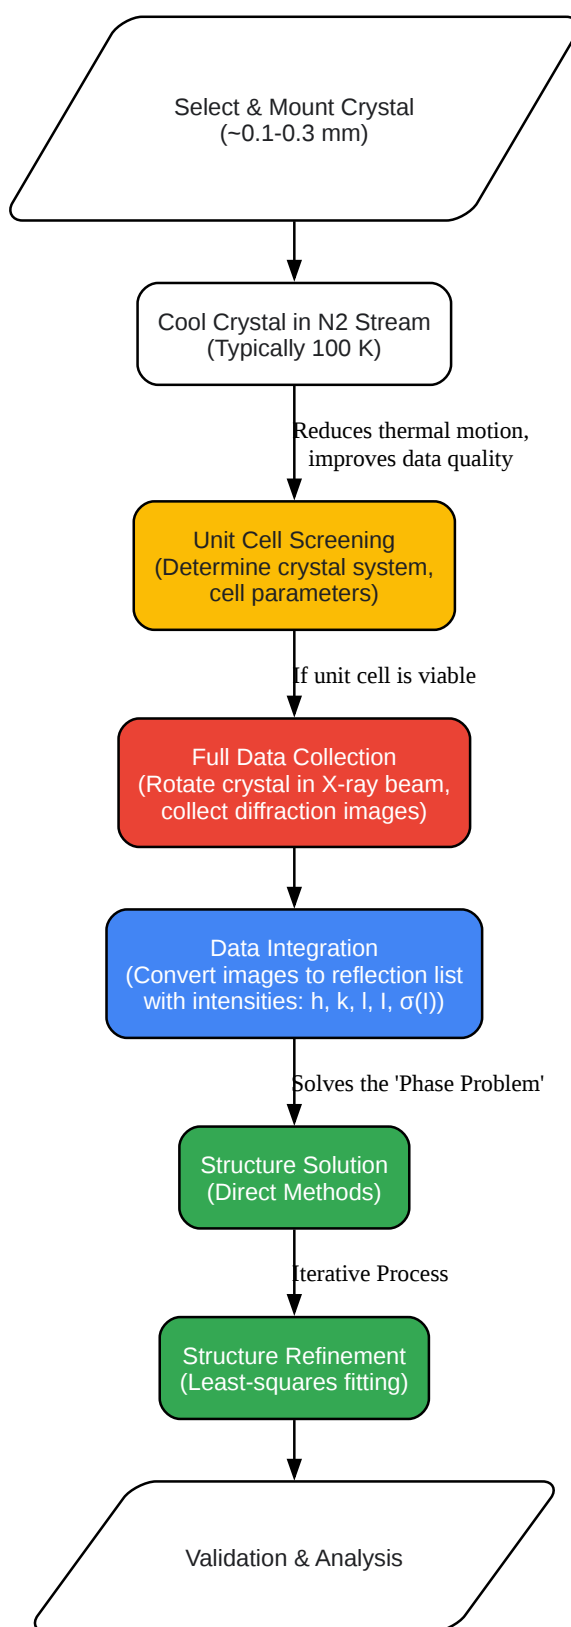 Select & Mount Crystal
(~0.1-0.3 mm)
Cool Crystal in N2 Stream
(Typically 100 K)
Reduces thermal motion,
improves data quality
Unit Cell Screening
(Determine crystal system,
cell parameters)
If unit cell is viable
Full Data Collection
(Rotate crystal in X-ray beam,
collect diffraction images)
Data Integration
(Convert images to reflection list
with intensities: h, k, l, I, σ(I))
Solves the 'Phase Problem'
Structure Solution
(Direct Methods)
Iterative Process
Structure Refinement
(Least-squares fitting)
Validation & Analysis